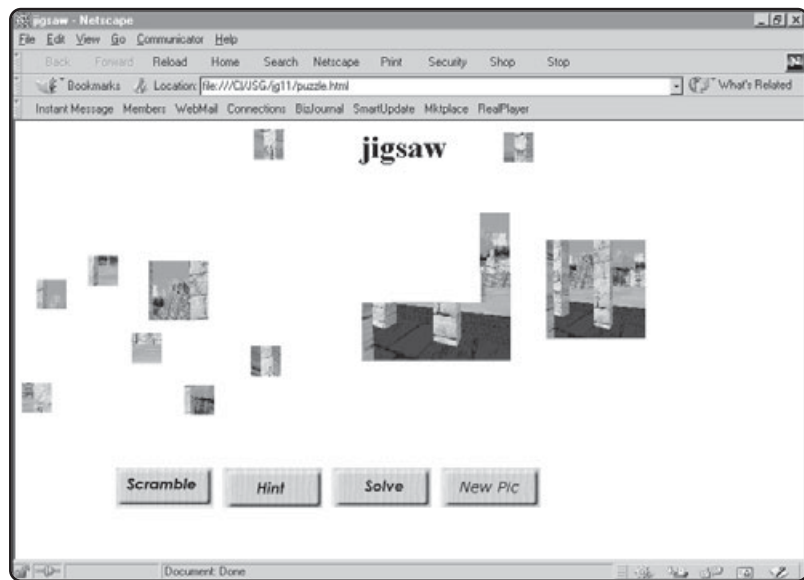 jigsaw - Netscape
File Edit View Go Communicator Help
Back Forward Reload Home Search Netscape Print Security Shop Stop
Bookmarks Location: file:///C|/JSG/jg11/puzzle.html What's Related
Instant Message Members WebMail Connections BizJournal SmartUpdate Mktplace RealPlayer
jigsaw
Scramble Hint Solve New Pic
Document: Done